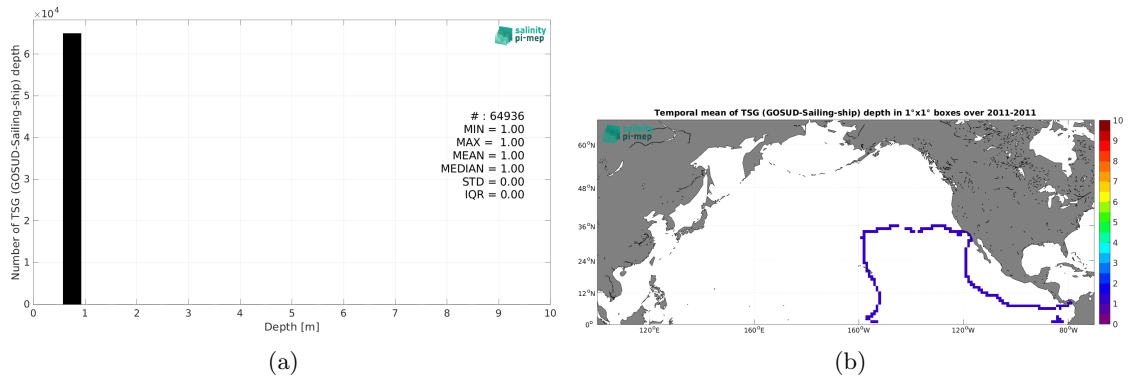 ×10⁴
6
5
4
3
2
1
0
Number of TSG (GOSUD-Sailing-ship) depth
salinity
pi-mep
# : 64936
MIN = 1.00
MAX = 1.00
MEAN = 1.00
MEDIAN = 1.00
STD = 0.00
IQR = 0.00
0 1 2 3 4 5 6 7 8 9 10
Depth [m]
(a)
Temporal mean of TSG (GOSUD-Sailing-ship) depth in 1°x1° boxes over 2011-2011
salinity
pi-mep
60°N
48°N
36°N
24°N
12°N
0°
120°E 160°E 160°W 120°W 80°W
10
9
8
7
6
5
4
3
2
1
0
(b)